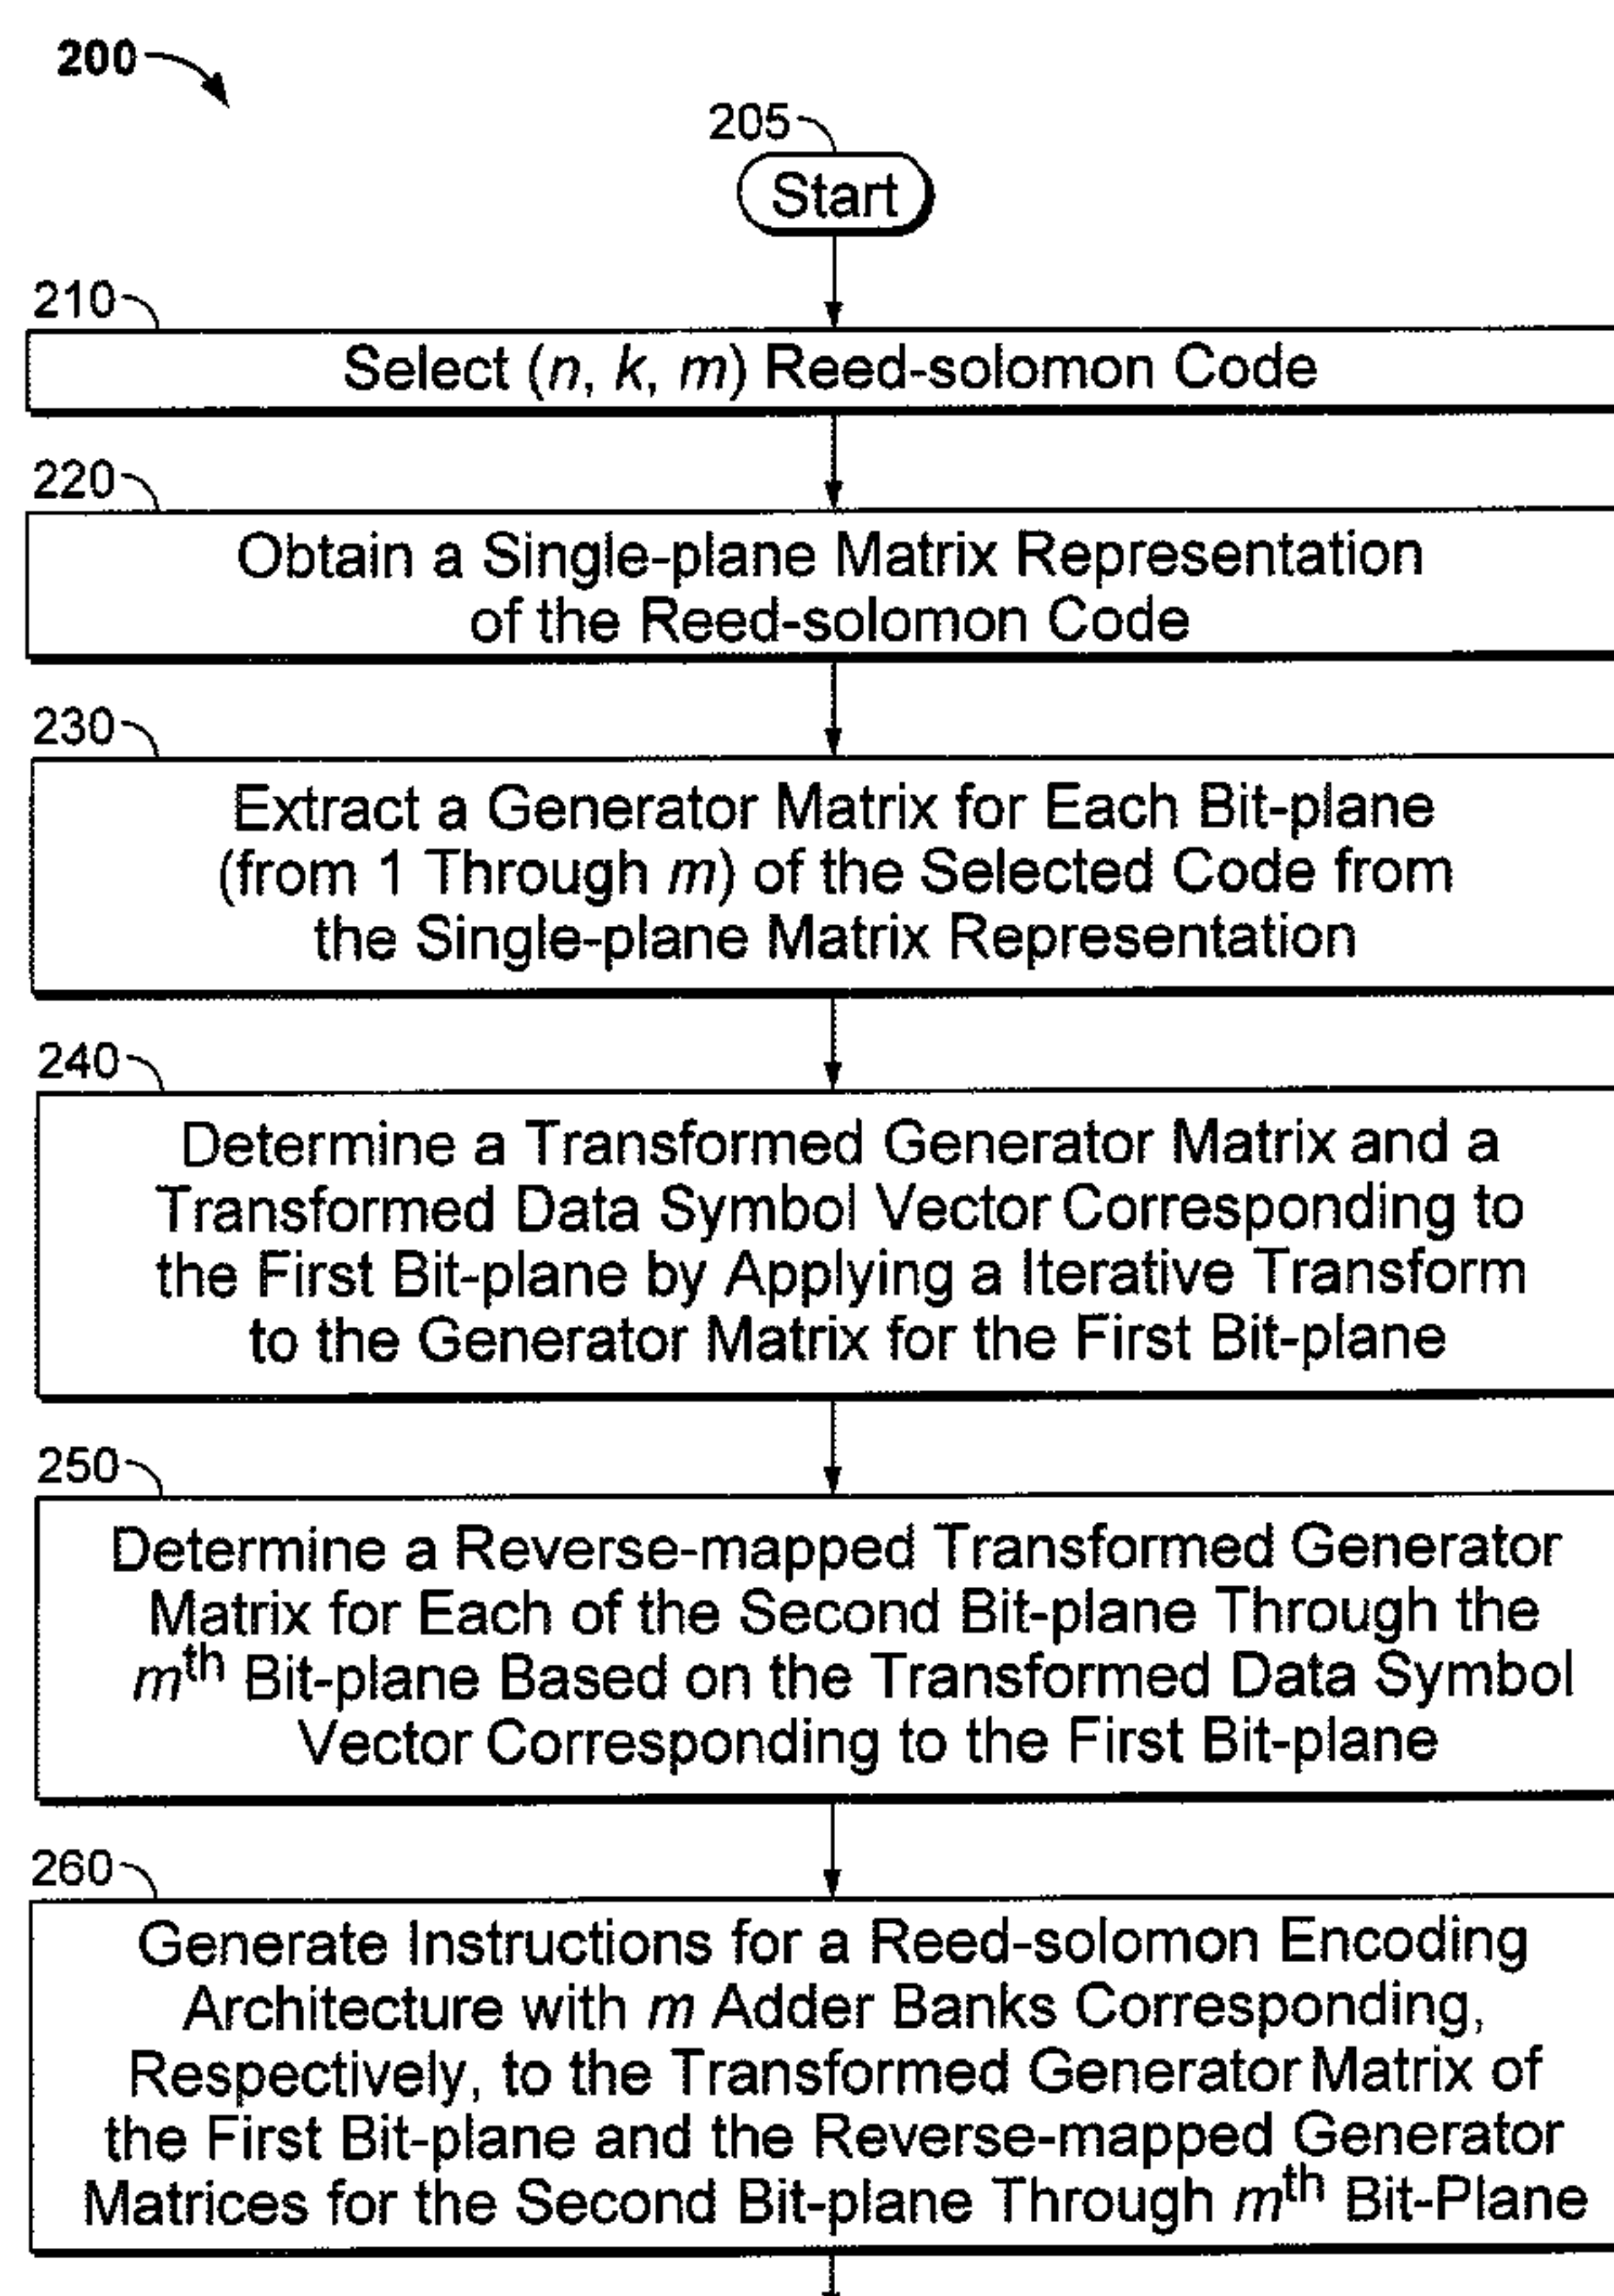 200
205
Start
210
Select (n, k, m) Reed-solomon Code
220
Obtain a Single-plane Matrix Representation
of the Reed-solomon Code
230
Extract a Generator Matrix for Each Bit-plane
(from 1 Through m) of the Selected Code from
the Single-plane Matrix Representation
240
Determine a Transformed Generator Matrix and a
Transformed Data Symbol Vector Corresponding to
the First Bit-plane by Applying a Iterative Transform
to the Generator Matrix for the First Bit-plane
250
Determine a Reverse-mapped Transformed Generator
Matrix for Each of the Second Bit-plane Through the
mth Bit-plane Based on the Transformed Data Symbol
Vector Corresponding to the First Bit-plane
260
Generate Instructions for a Reed-solomon Encoding
Architecture with m Adder Banks Corresponding,
Respectively, to the Transformed Generator Matrix of
the First Bit-plane and the Reverse-mapped Generator
Matrices for the Second Bit-plane Through mth Bit-Plane